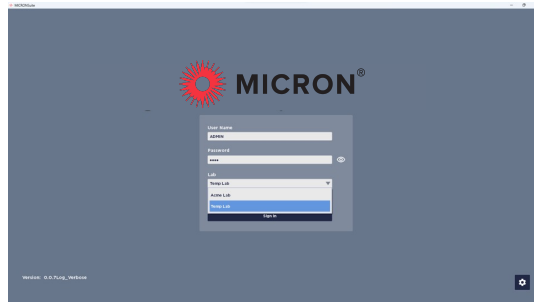 MICRONLab
MICRON®
User Name
ADMIN
Password
••••
Lab
Temp Lab
Acme Lab
Temp Lab
Sign In
Version: 0.0.7Log_Verbose